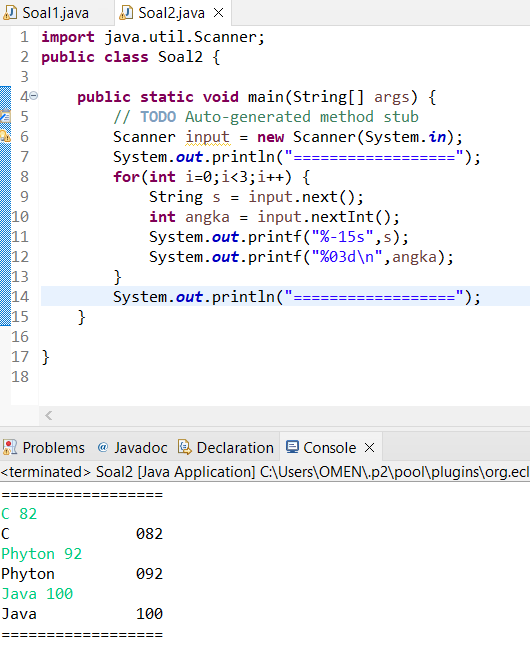 Soal1.java Soal2.java
1 import java.util.Scanner;
2 public class Soal2 {
3
4 public static void main(String[] args) {
5 // TODO Auto-generated method stub
6 Scanner input = new Scanner(System.in);
7 System.out.println("==================");
8 for(int i=0;i<3;i++) {
9 String s = input.next();
10 int angka = input.nextInt();
11 System.out.printf("%-15s",s);
12 System.out.printf("%03d\n",angka);
13 }
14 System.out.println("==================");
15 }
16
17 }
18
Problems @ Javadoc Declaration Console
<terminated> Soal2 [Java Application] C:\Users\OMEN\.p2\pool\plugins\org.ecl
==================
C 82
C 082
Phyton 92
Phyton 092
Java 100
Java 100
==================